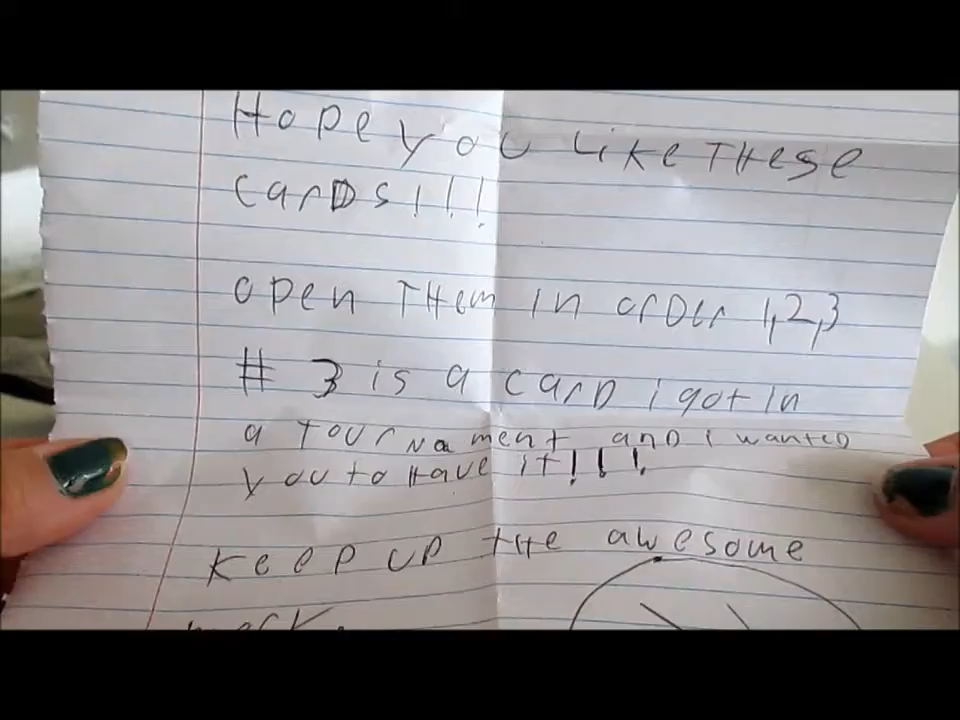 Hope you Like THese
carDs!!!
open THem in orDer 1,2,3
# 3 is a carD i got in
a Tournament anD i wanteD
you to Have it!!!
Keep up tHe awesome